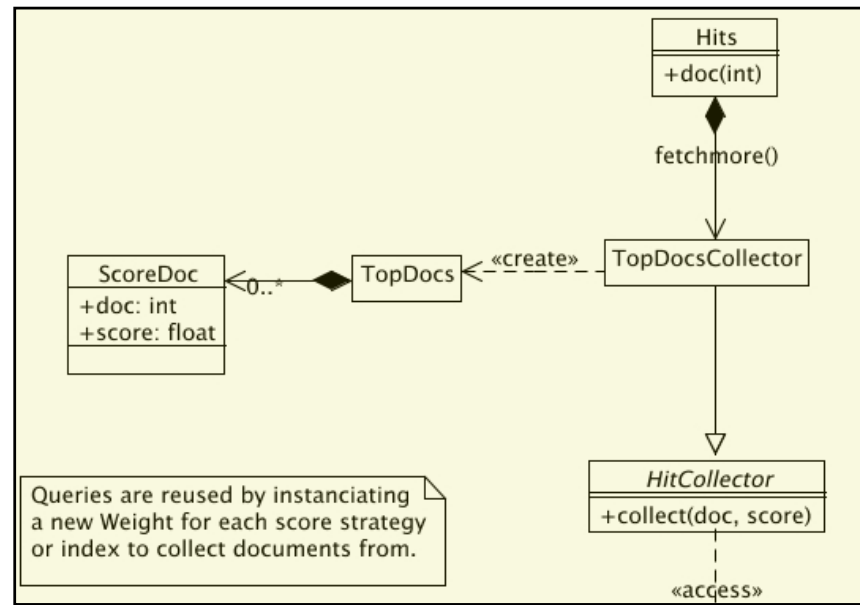 Hits
+doc(int)
fetchmore()
ScoreDoc
+doc: int
+score: float
0..*
TopDocs
«create»
TopDocsCollector
HitCollector
+collect(doc, score)
«access»
Queries are reused by instanciating
a new Weight for each score strategy
or index to collect documents from.